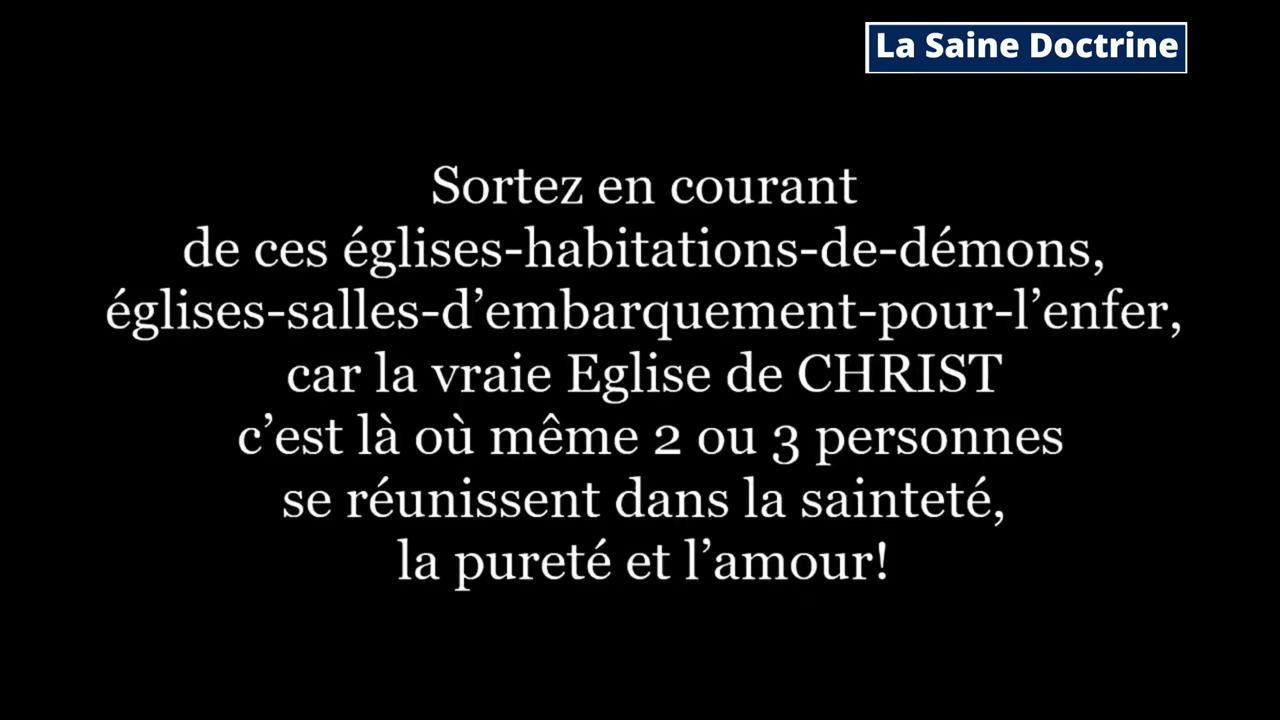 La Saine Doctrine
Sortez en courant
de ces églises-habitations-de-démons,
églises-salles-d’embarquement-pour-l’enfer,
car la vraie Eglise de CHRIST
c’est là où même 2 ou 3 personnes
se réunissent dans la sainteté,
la pureté et l’amour!